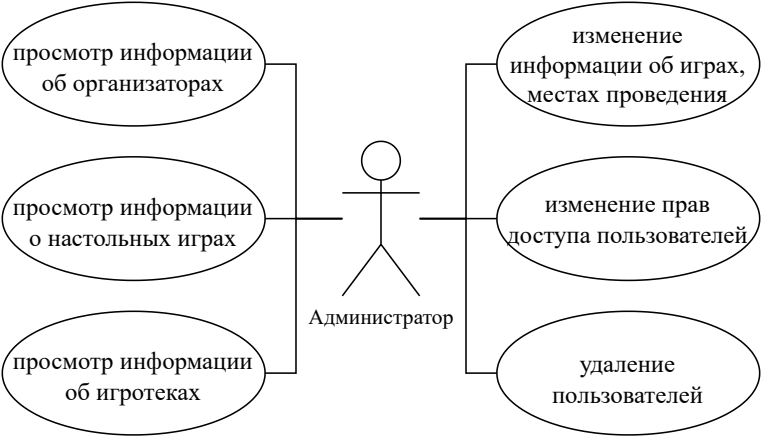 просмотр информации
об организаторах
просмотр информации
о настольных играх
просмотр информации
об игротеках
Администратор
изменение
информации об играх,
местах проведения
изменение прав
доступа пользователей
удаление
пользователей